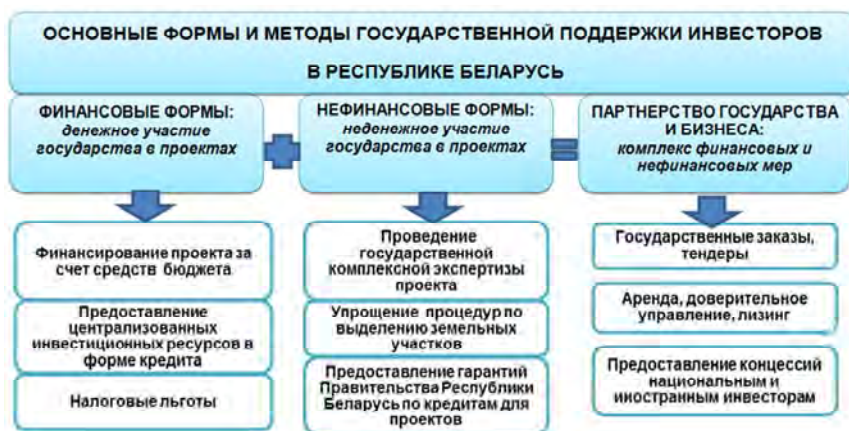 ОСНОВНЫЕ ФОРМЫ И МЕТОДЫ ГОСУДАРСТВЕННОЙ ПОДДЕРЖКИ ИНВЕСТОРОВ
В РЕСПУБЛИКЕ БЕЛАРУСЬ
ФИНАНСОВЫЕ ФОРМЫ:
денежное участие
государства в проектах
НЕФИНАНСОВЫЕ ФОРМЫ:
неденежное участие
государства в проектах
ПАРТНЕРСТВО ГОСУДАРСТВА
И БИЗНЕСА:
комплекс финансовых и
нефинансовых мер
Финансирование проекта за
счет средств бюджета
Предоставление
централизованных
инвестиционных ресурсов в
форме кредита
Налоговые льготы
Проведение
государственной
комплексной экспертизы
проекта
Упрощение процедур по
выделению земельных
участков
Предоставление гарантий
Правительства Республики
Беларусь по кредитам для
проектов
Государственные заказы,
тендеры
Аренда, доверительное
управление, лизинг
Предоставление концессий
национальным и
иностранным инвесторам